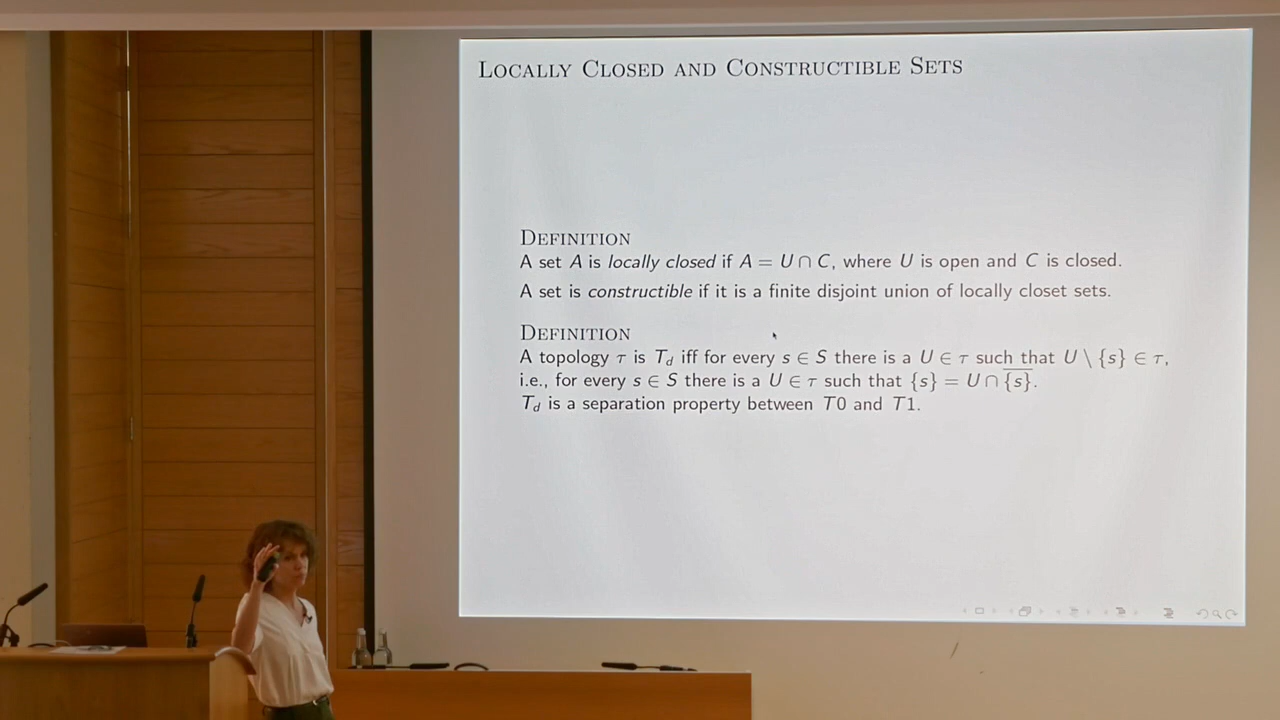 Locally Closed and Constructible Sets
Definition
A set A is locally closed if A = U ∩ C, where U is open and C is closed.
A set is constructible if it is a finite disjoint union of locally closet sets.
Definition
A topology τ is T_d iff for every s ∈ S there is a U ∈ τ such that U \ {s} ∈ τ,
i.e., for every s ∈ S there is a U ∈ τ such that {s} = U ∩ \overline{{s}}.
T_d is a separation property between T0 and T1.